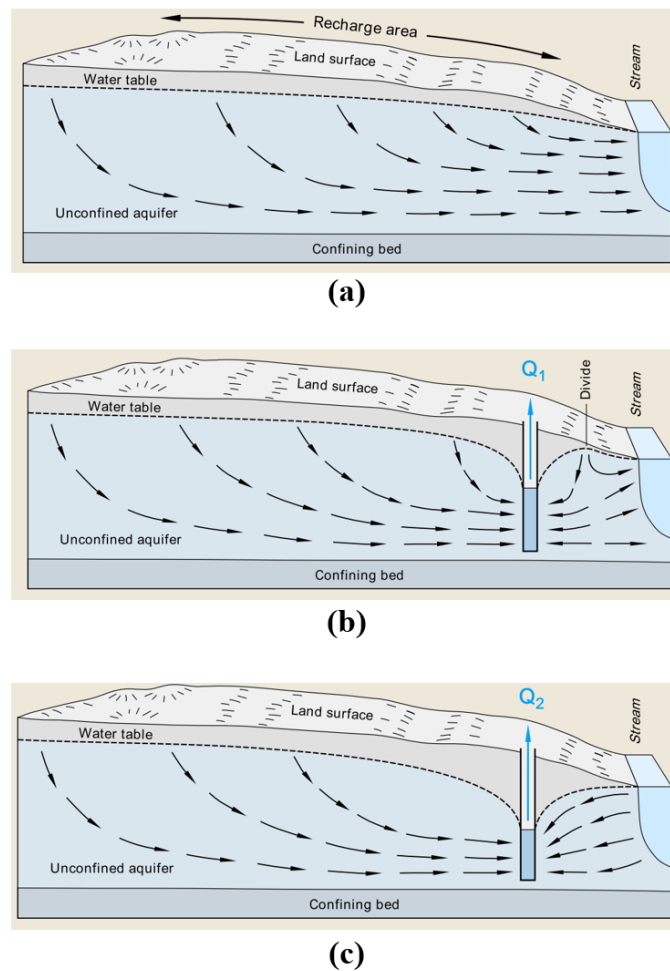 Recharge area
Land surface
Stream
Water table
Unconfined aquifer
Confining bed
(a)
Q₁
Divide
Stream
Land surface
Water table
Unconfined aquifer
Confining bed
(b)
Q₂
Stream
Land surface
Water table
Unconfined aquifer
Confining bed
(c)